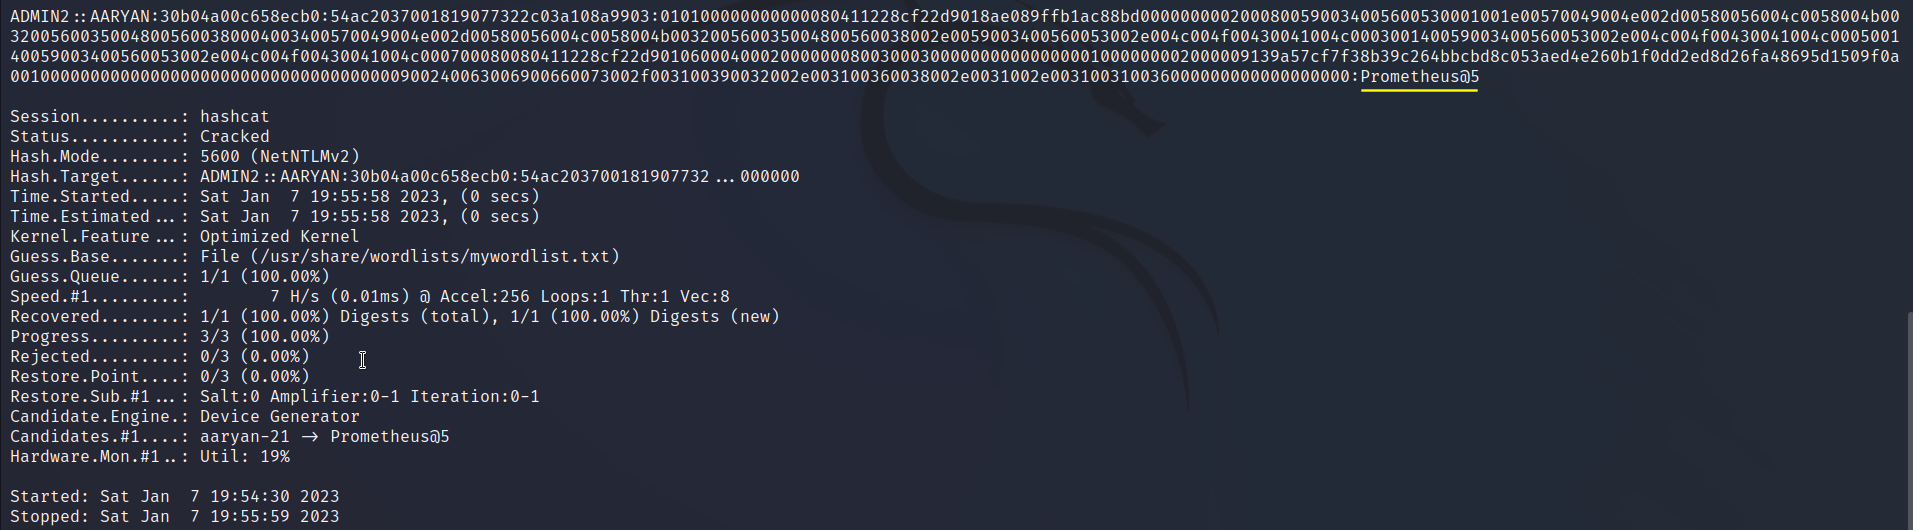 ADMIN2::AARYAN:30b04a00c658ecb0:54ac2037001819077322c03a108a9903:0101000000000000080411228cf22d9018ae089ffb1ac88bd0000000002000800590034005600530001001e00570049004e002d00580056004c0058004b00
32005600350048005600380004003400570049004e002d00580056004c0058004b003200560035004800560038002e0059003400560053002e004c004f00430041004c000300140059003400560053002e004c004f00430041004c0005001
40059003400560053002e004c004f00430041004c000700080080411228cf22d901060004000200000008003000300000000000000001000000002000009139a57cf7f38b39c264bbcbd8c053aed4e260b1f0dd2ed8d26fa48695d1509f0a
0010000000000000000000000000000000000000900240063006900660073002f003100390032002e003100360038002e0031002e003100310036000000000000000000:Prometheus@5
Session..........: hashcat
Status...........: Cracked
Hash.Mode........: 5600 (NetNTLMv2)
Hash.Target......: ADMIN2::AARYAN:30b04a00c658ecb0:54ac203700181907732...000000
Time.Started.....: Sat Jan  7 19:55:58 2023, (0 secs)
Time.Estimated...: Sat Jan  7 19:55:58 2023, (0 secs)
Kernel.Feature...: Optimized Kernel
Guess.Base.......: File (/usr/share/wordlists/mywordlist.txt)
Guess.Queue......: 1/1 (100.00%)
Speed.#1.........:        7 H/s (0.01ms) @ Accel:256 Loops:1 Thr:1 Vec:8
Recovered........: 1/1 (100.00%) Digests (total), 1/1 (100.00%) Digests (new)
Progress.........: 3/3 (100.00%)
Rejected.........: 0/3 (0.00%)
Restore.Point....: 0/3 (0.00%)
Restore.Sub.#1...: Salt:0 Amplifier:0-1 Iteration:0-1
Candidate.Engine.: Device Generator
Candidates.#1....: aaryan-21 -> Prometheus@5
Hardware.Mon.#1..: Util: 19%
Started: Sat Jan  7 19:54:30 2023
Stopped: Sat Jan  7 19:55:59 2023